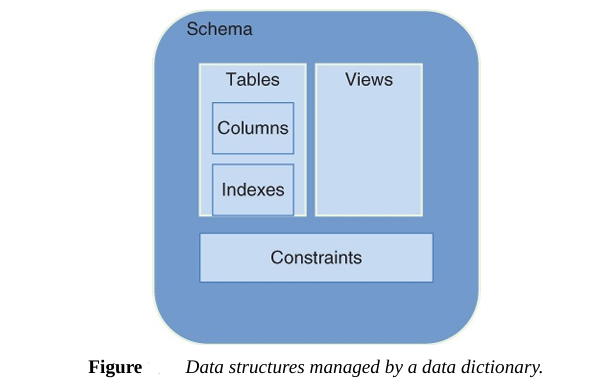 Schema
Tables
Views
Columns
Indexes
Constraints
Figure Data structures managed by a data dictionary.